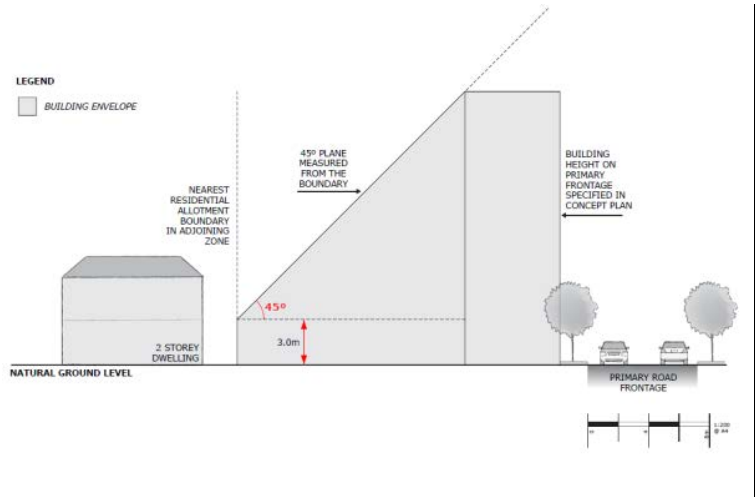 LEGEND
BUILDING ENVELOPE
45º PLANE
MEASURED
FROM THE
BOUNDARY
BUILDING
HEIGHT ON
PRIMARY
FRONTAGE
SPECIFIED IN
CONCEPT PLAN
NEAREST
RESIDENTIAL
ALLOTMENT
BOUNDARY
IN ADJOINING
ZONE
45º
3.0m
2 STOREY
DWELLING
NATURAL GROUND LEVEL
PRIMARY ROAD
FRONTAGE
1:200
@ A4